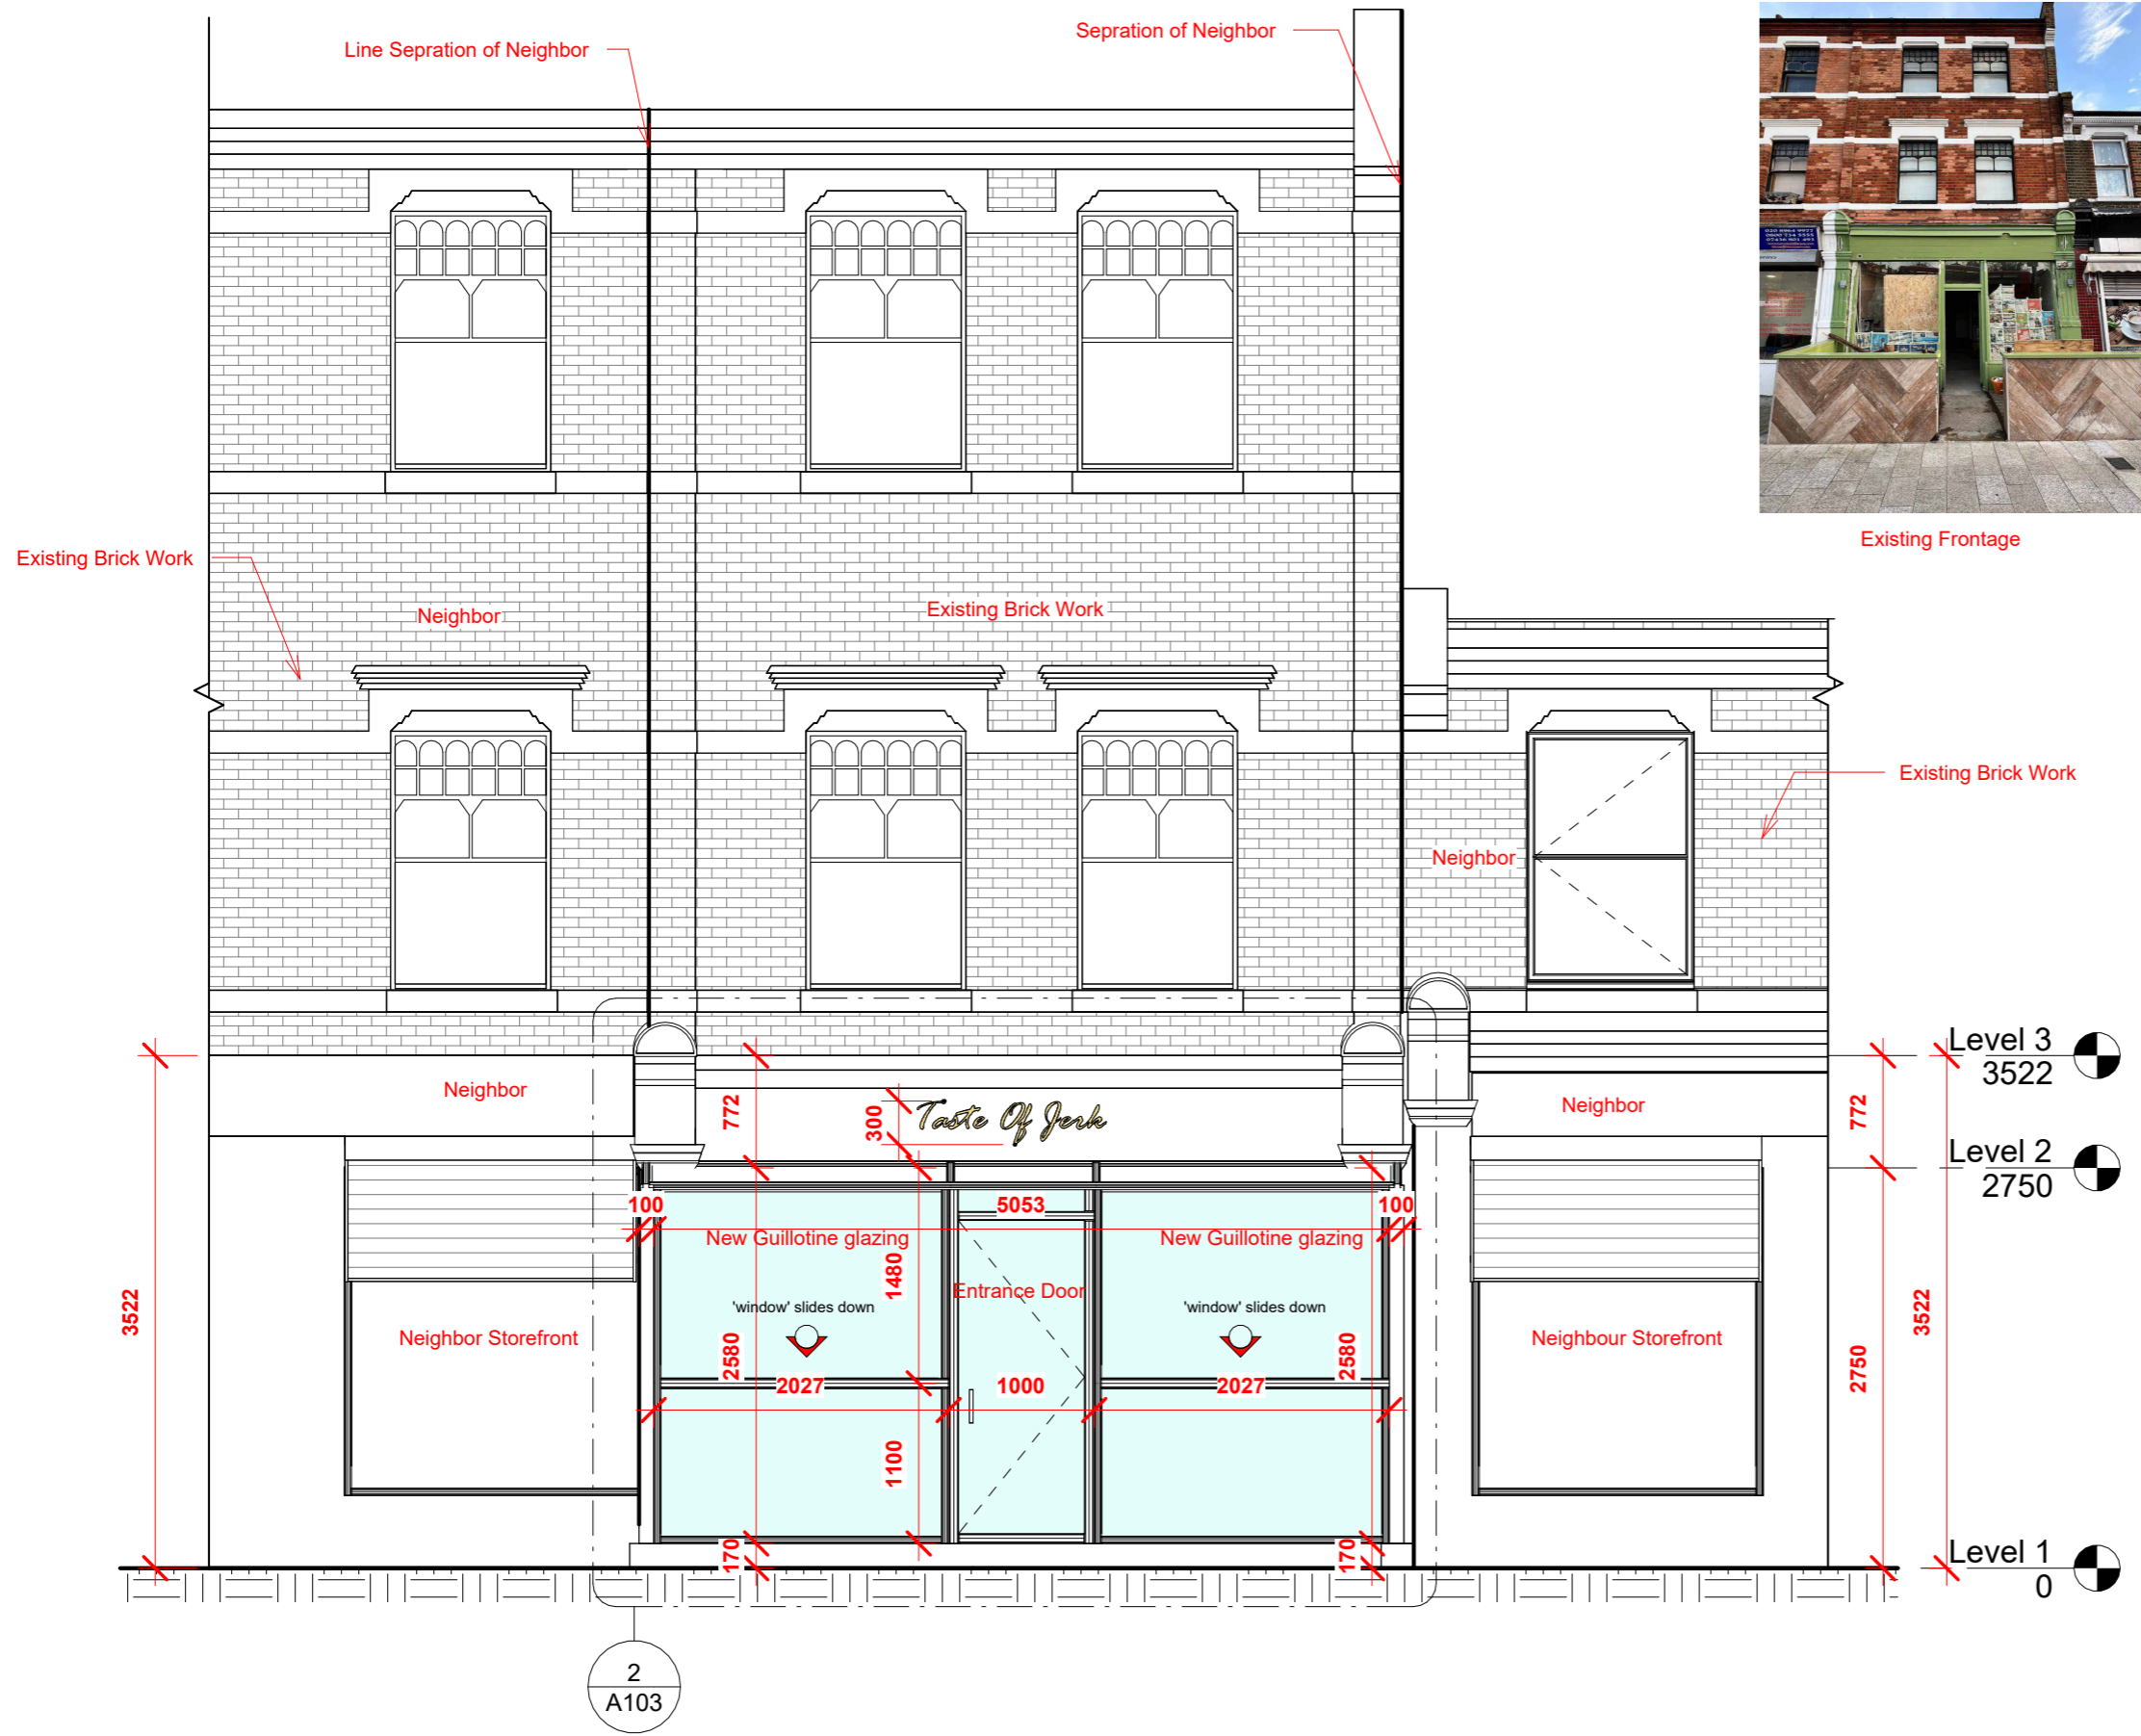 Line Sepration of Neighbor
Sepration of Neighbor
020 8964 9977
Existing Frontage
Existing Brick Work
Neighbor
Existing Brick Work
Existing Brick Work
Neighbor
Level 3
3522
Neighbor
772
300
Taste Of Jerk
Neighbor
772
Level 2
2750
100
5053
100
New Guillotine glazing
New Guillotine glazing
1480
Entrance Door
3522
'window' slides down
'window' slides down
3522
Neighbor Storefront
2580
2580
Neighbour Storefront
2750
2027
1000
2027
1100
170
170
Level 1
0
2
A103